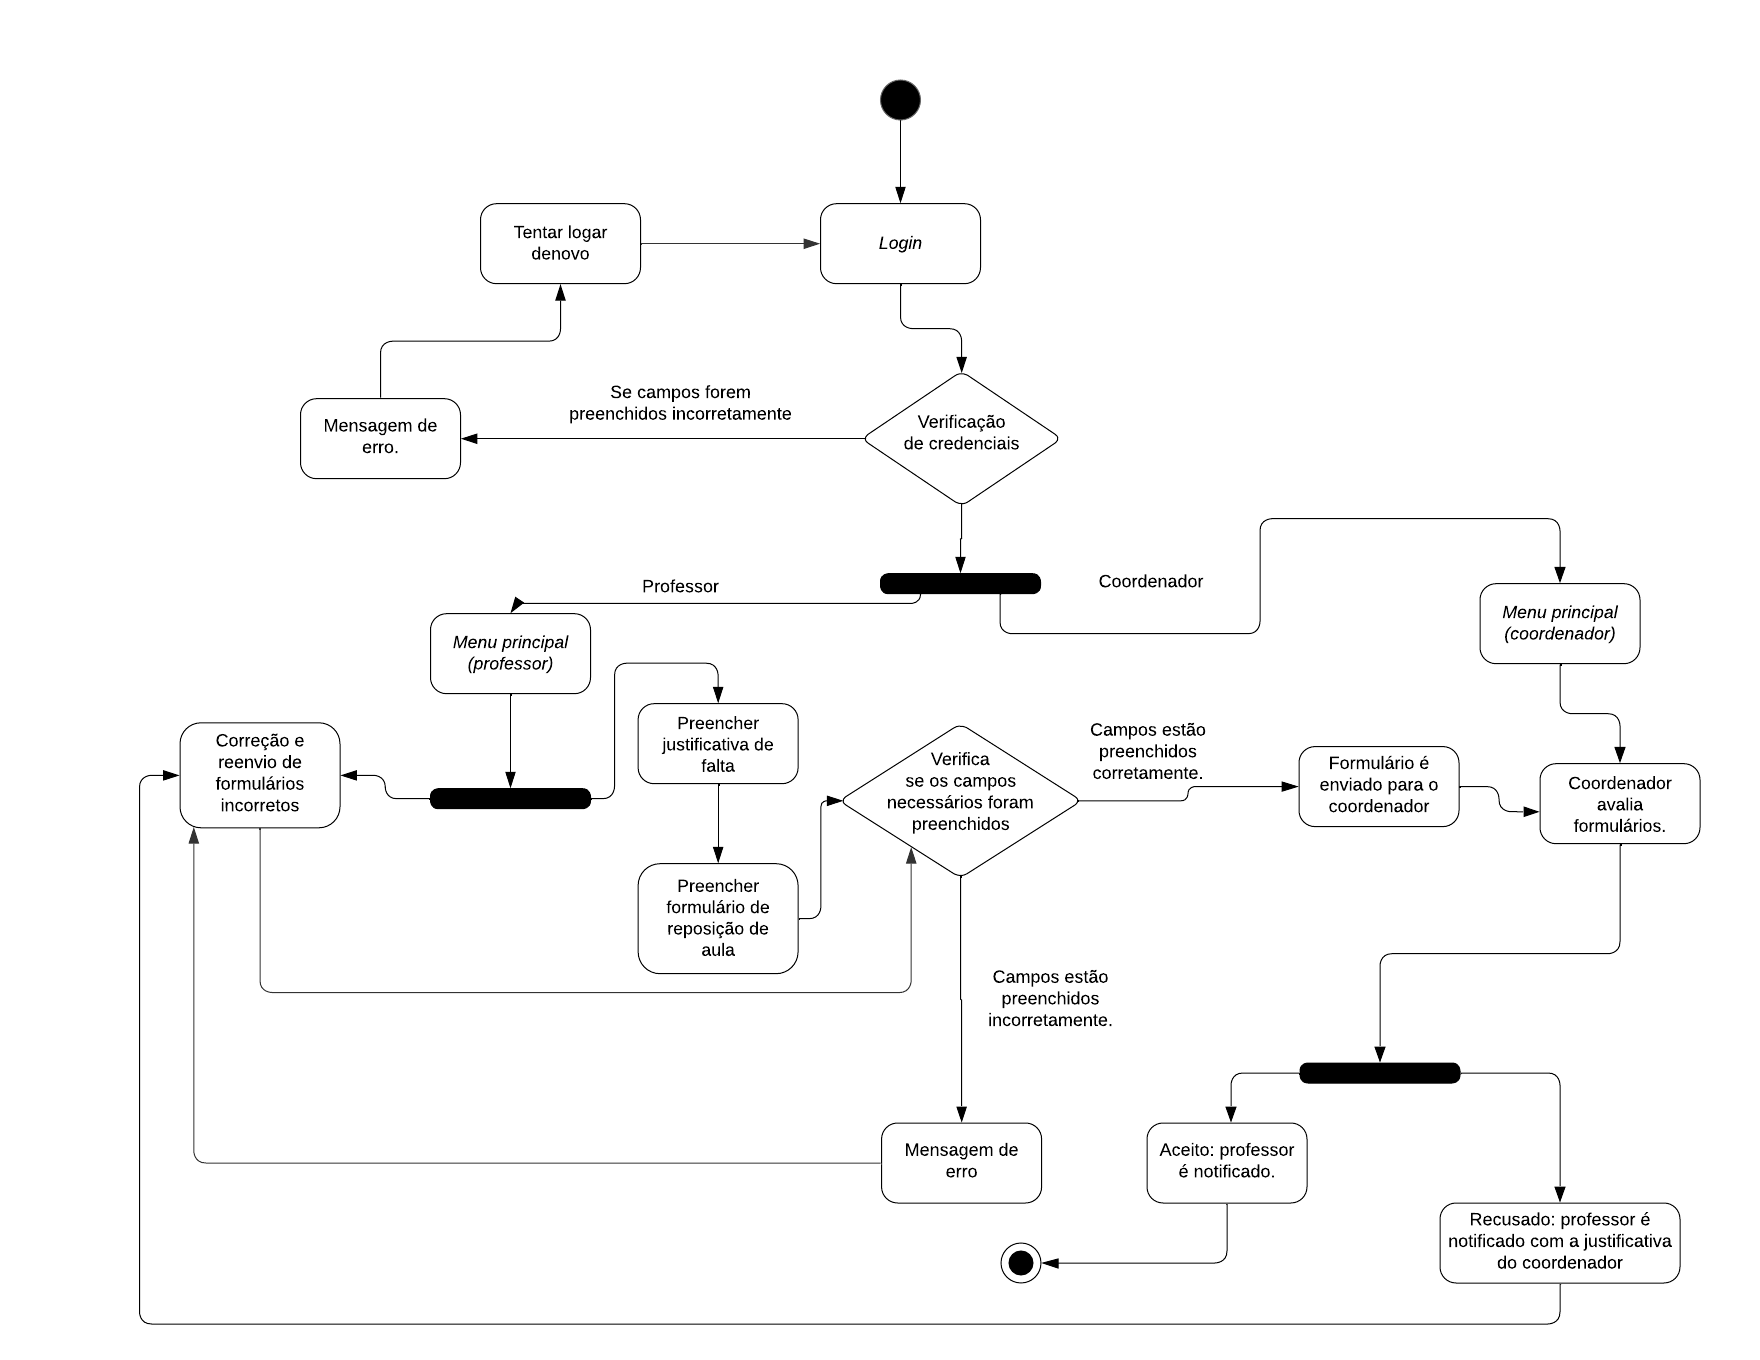 Tentar logar
denovo
Login
Se campos forem
preenchidos incorretamente
Mensagem de
erro.
Verificação
de credenciais
Professor
Coordenador
Menu principal
(professor)
Menu principal
(coordenador)
Correção e
reenvio de
formulários
incorretos
Preencher
justificativa de
falta
Verifica
se os campos
necessários foram
preenchidos
Campos estão
preenchidos
corretamente.
Formulário é
enviado para o
coordenador
Coordenador
avalia
formulários.
Preencher
formulário de
reposição de
aula
Campos estão
preenchidos
incorretamente.
Mensagem de
erro
Aceito: professor
é notificado.
Recusado: professor é
notificado com a justificativa
do coordenador